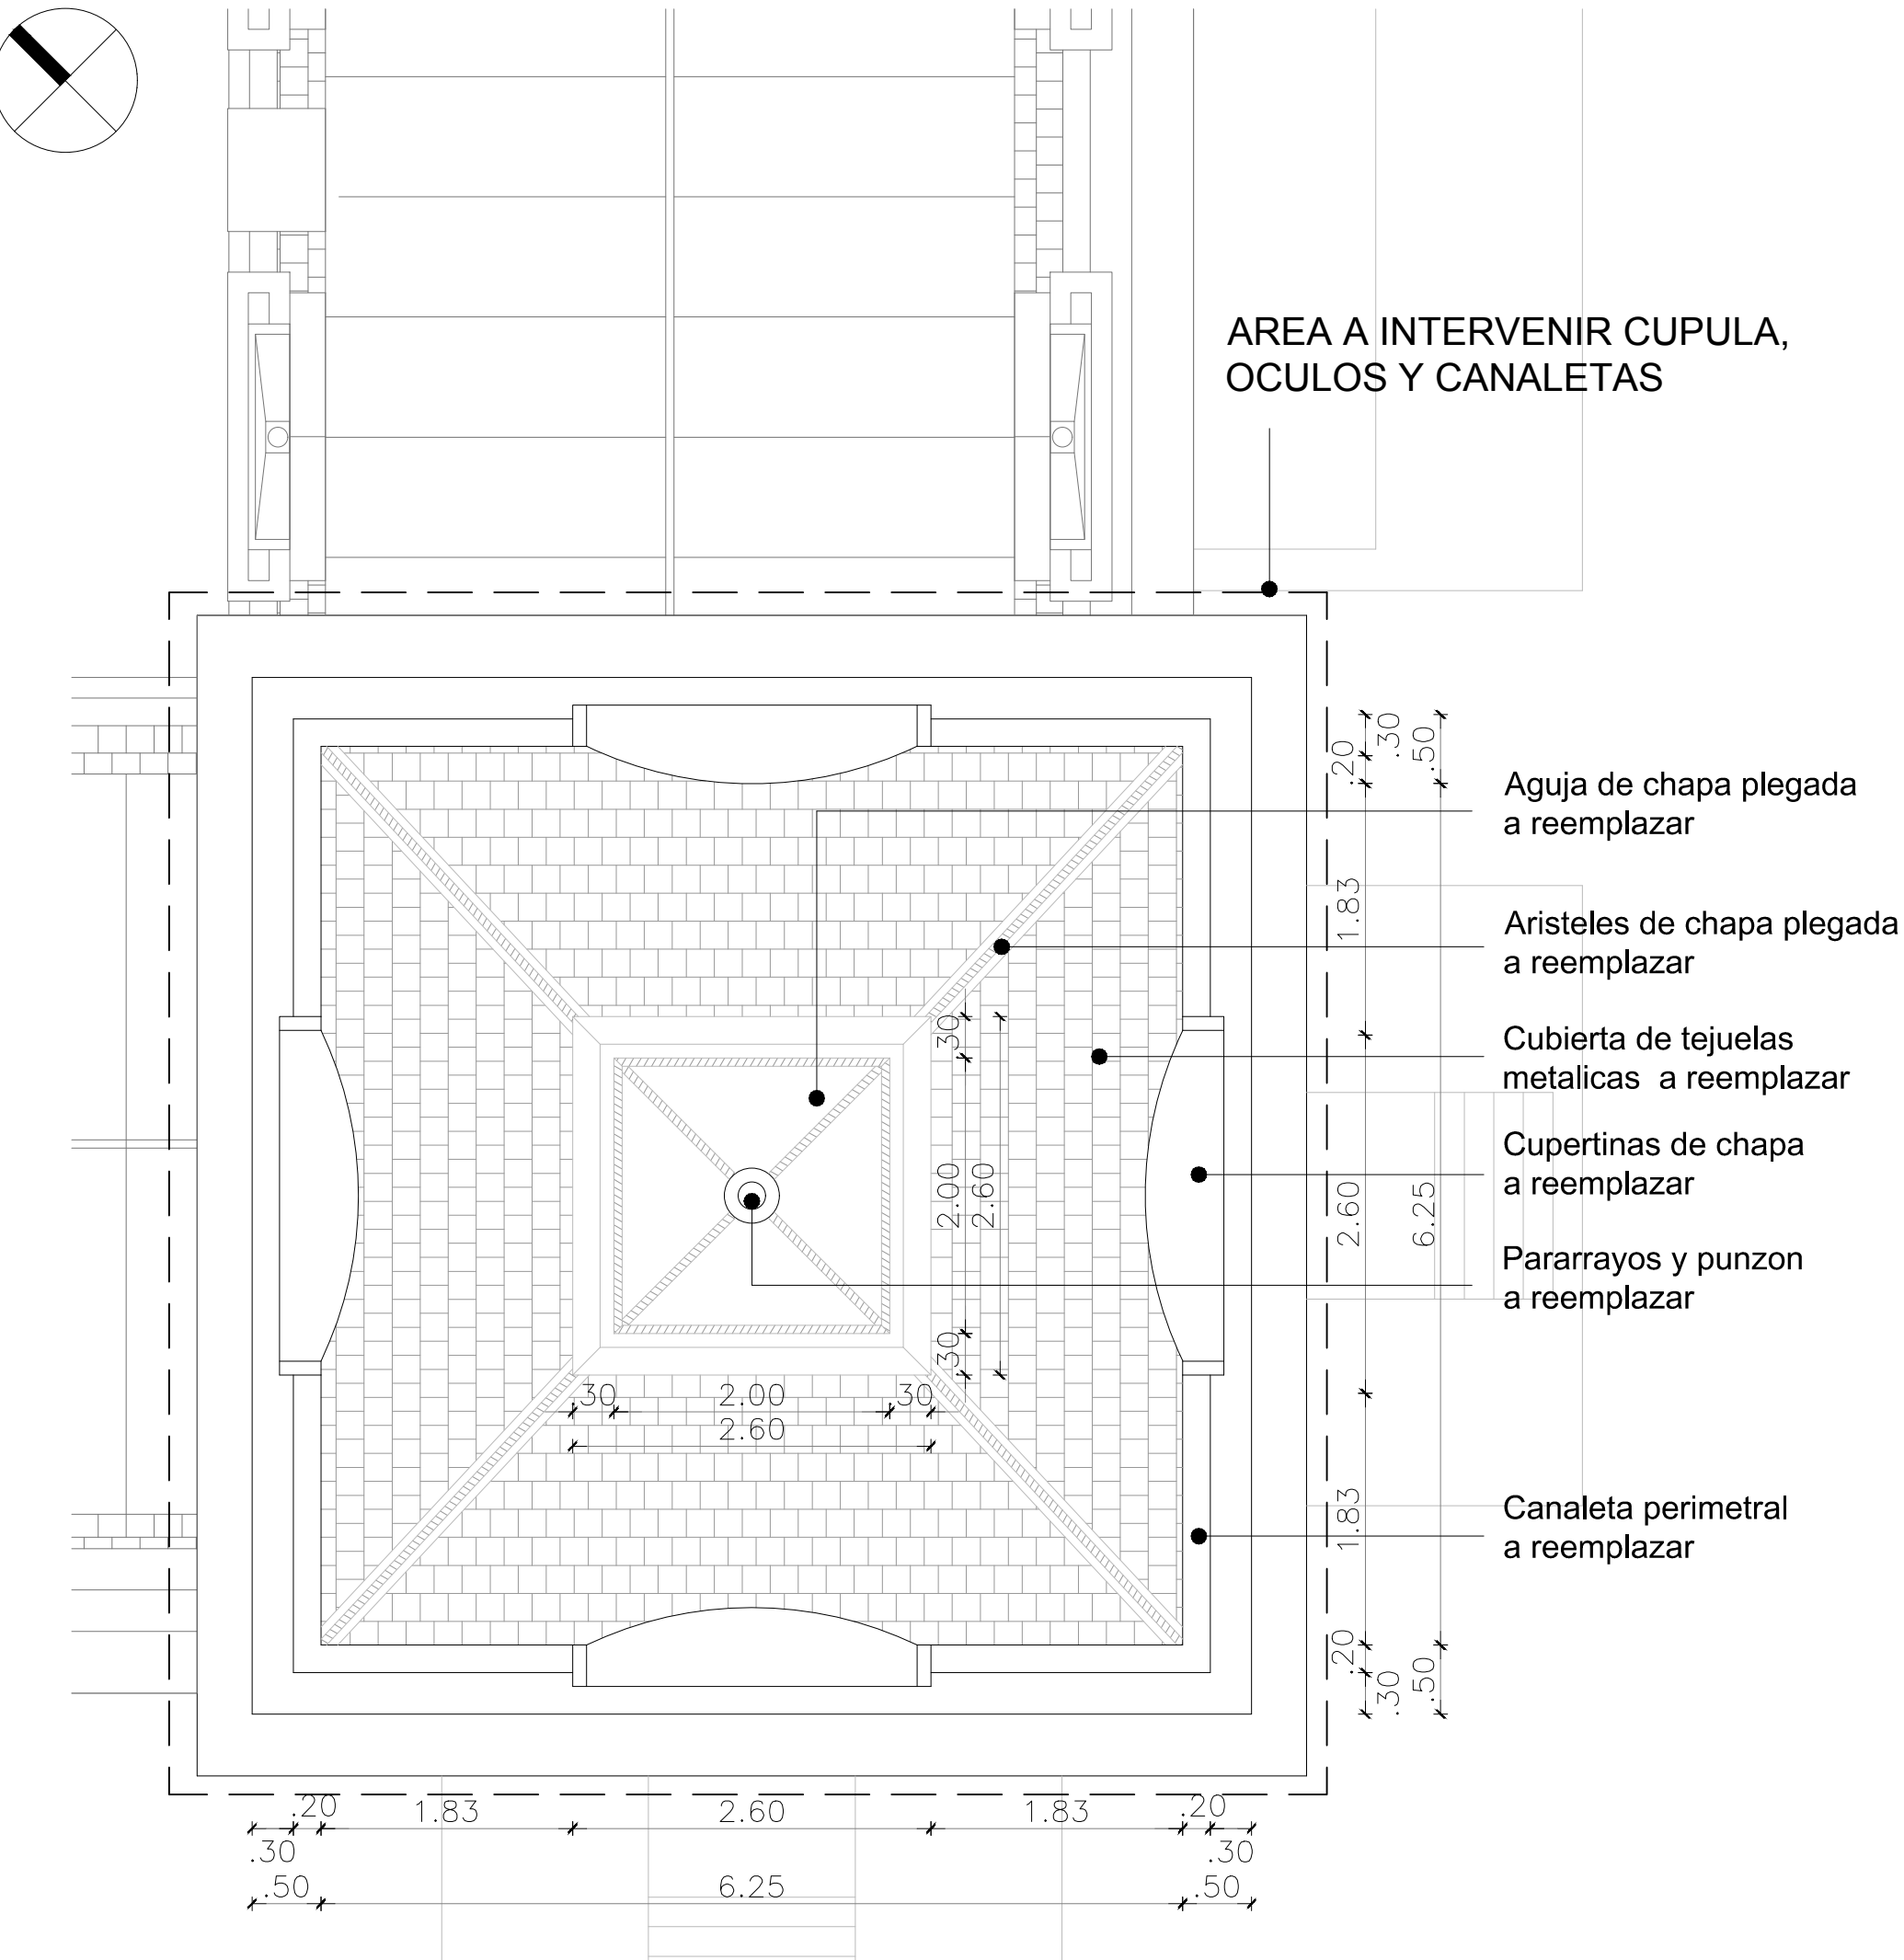 AREA A INTERVENIR CUPULA,
OCULOS Y CANALETAS
.20
.30
.50
Aguja de chapa plegada
a reemplazar
1.83
Aristeles de chapa plegada
a reemplazar
.30
Cubierta de tejuelas
metalicas a reemplazar
2.00
2.60
2.60
6.25
Cupertinas de chapa
a reemplazar
Pararrayos y punzon
a reemplazar
.30
.30
2.00
.30
2.60
1.83
Canaleta perimetral
a reemplazar
.20
.30
.50
.20
1.83
2.60
1.83
.20
.30
.30
.50
6.25
.50